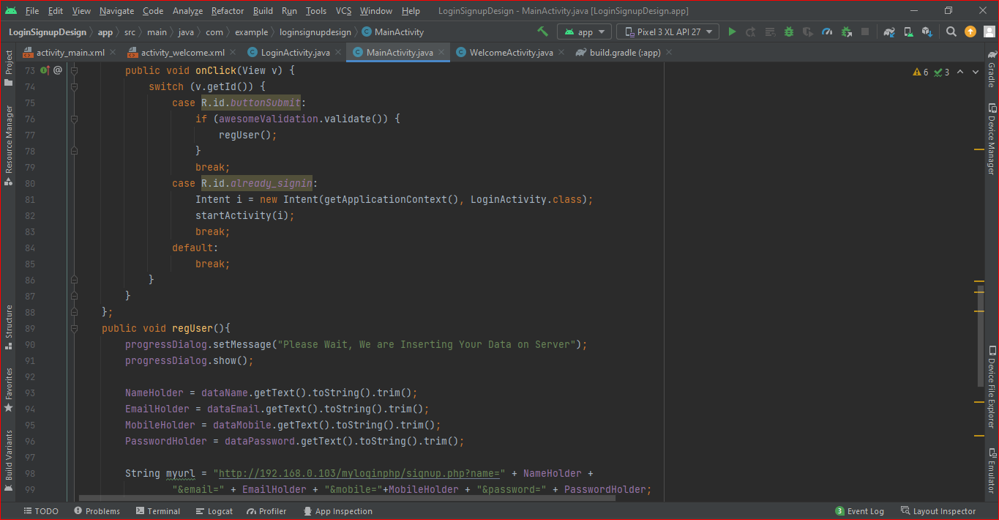 File Edit View Navigate Code Analyze Refactor Build Run Tools VCS Window Help LoginSignupDesign - MainActivity.java [LoginSignupDesign.app]
LoginSignupDesign app src main java com example loginsignupdesign MainActivity app Pixel 3 XL API 27
activity_main.xml activity_welcome.xml LoginActivity.java MainActivity.java WelcomeActivity.java build.gradle (:app)
Project
Resource Manager
Structure
Favorites
Build Variants
6 3
73 @ public void onClick(View v) {
74 switch (v.getId()) {
75 case R.id.buttonSubmit:
76 if (awesomeValidation.validate()) {
77 regUser();
78 }
79 break;
80 case R.id.already_signin:
81 Intent i = new Intent(getApplicationContext(), LoginActivity.class);
82 startActivity(i);
83 break;
84 default:
85 break;
86 }
87 }
88 };
89 public void regUser(){
90 progressDialog.setMessage("Please Wait, We are Inserting Your Data on Server");
91 progressDialog.show();
92
93 NameHolder = dataName.getText().toString().trim();
94 EmailHolder = dataEmail.getText().toString().trim();
95 MobileHolder = dataMobile.getText().toString().trim();
96 PasswordHolder = dataPassword.getText().toString().trim();
97
98 String myurl = "http://192.168.0.103/myloginphp/signup.php?name=" + NameHolder +
99 "&email=" + EmailHolder + "&mobile="+MobileHolder + "&password=" + PasswordHolder;
Gradle
Device Manager
Device File Explorer
Emulator
TODO Problems Terminal Logcat Profiler App Inspection 3 Event Log Layout Inspector